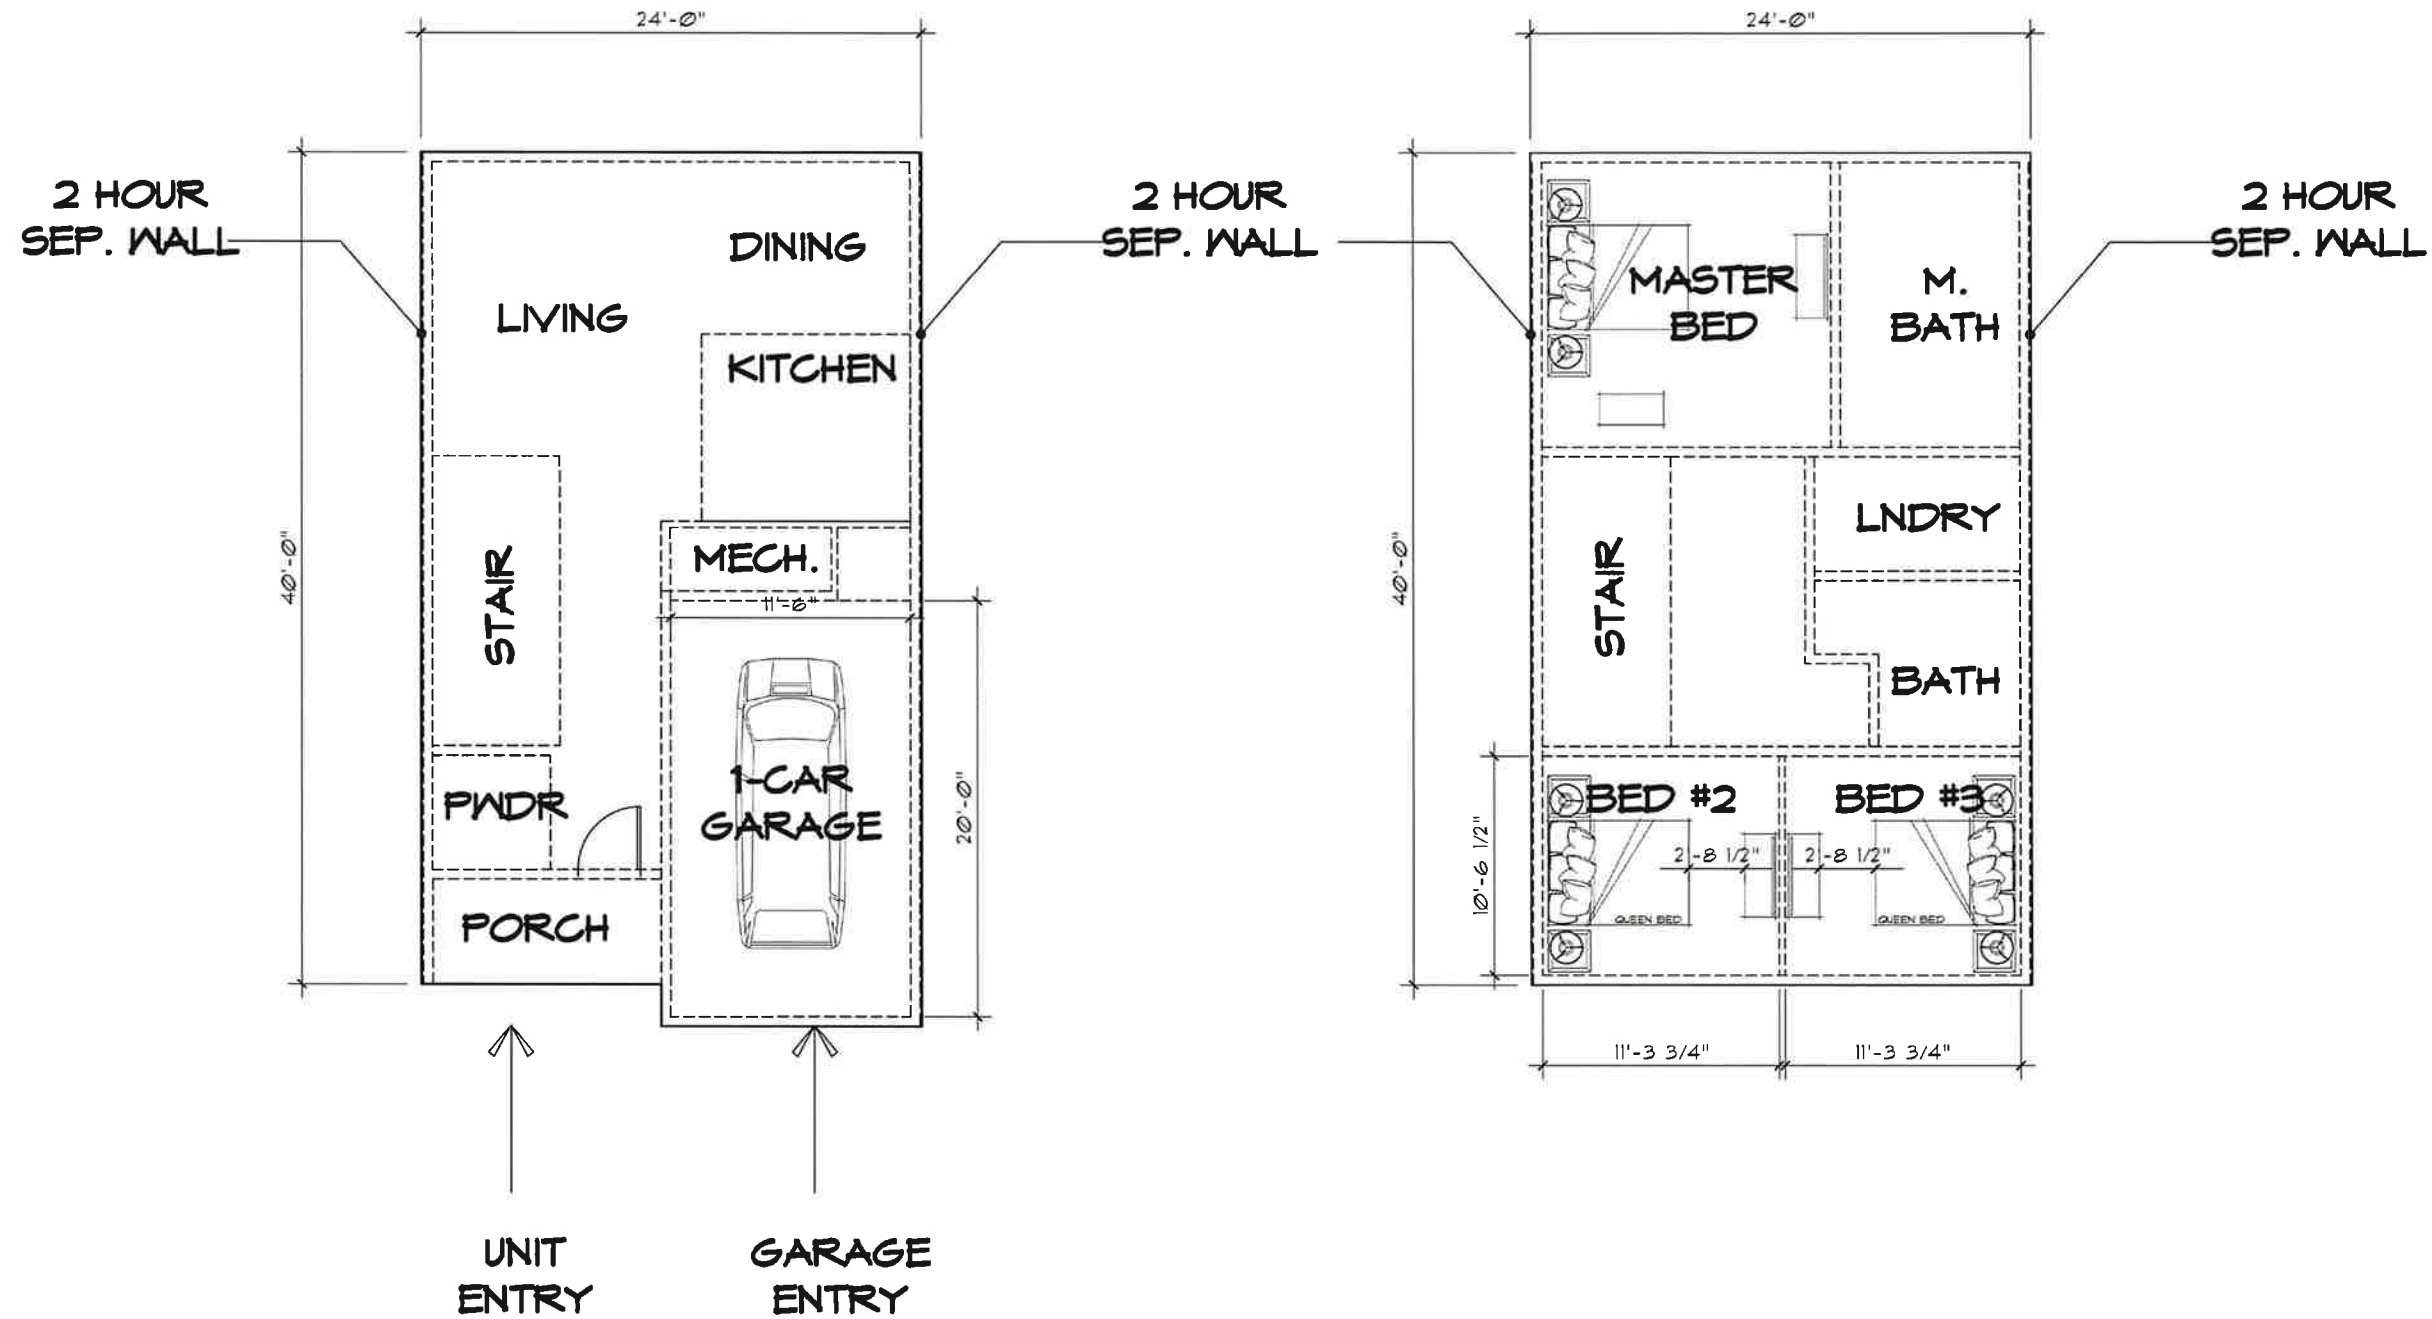 24'-0"
24'-0"
2 HOUR
SEP. WALL
2 HOUR
SEP. WALL
2 HOUR
SEP. WALL
DINING
LIVING
KITCHEN
MECH.
11'-6"
STAIR
40'-0"
1-CAR
GARAGE
20'-0"
PWDR
PORCH
UNIT
ENTRY
GARAGE
ENTRY
MASTER
BED
M.
BATH
LNDRY
STAIR
40'-0"
BATH
BED #2
BED #3
10'-6 1/2"
2'-8 1/2"
2'-8 1/2"
QUEEN BED
QUEEN BED
11'-3 3/4"
11'-3 3/4"